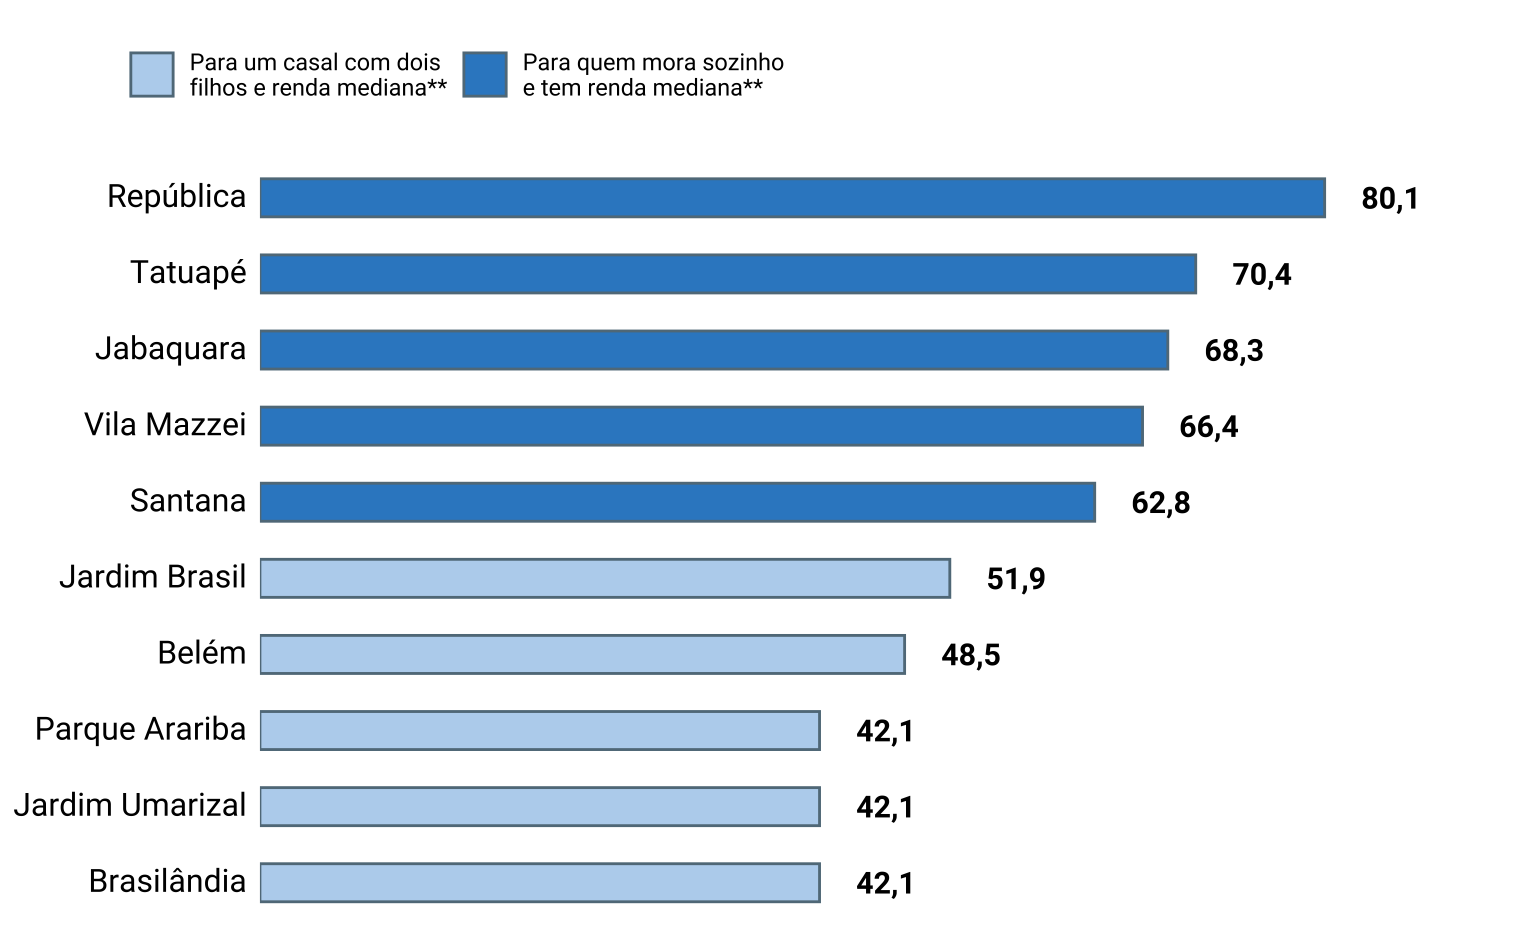 Para um casal com dois
filhos e renda mediana**
Para quem mora sozinho
e tem renda mediana**
República 80,1
Tatuapé 70,4
Jabaquara 68,3
Vila Mazzei 66,4
Santana 62,8
Jardim Brasil 51,9
Belém 48,5
Parque Arariba 42,1
Jardim Umarizal 42,1
Brasilândia 42,1